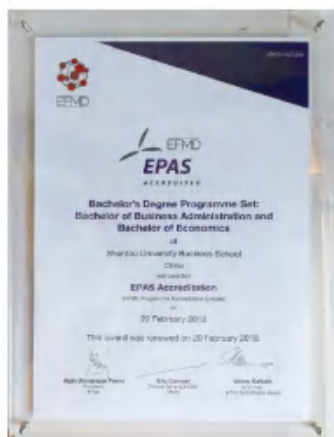 EFMD
EFMD
EPAS
ACCREDITED
Bachelor's Degree Programme Set:
Bachelor of Business Administration and
Bachelor of Economics
of
Shantou University Business School
China
was awarded
EPAS Accreditation
on
22 February 2013
This award was renewed on 20 February 2018.